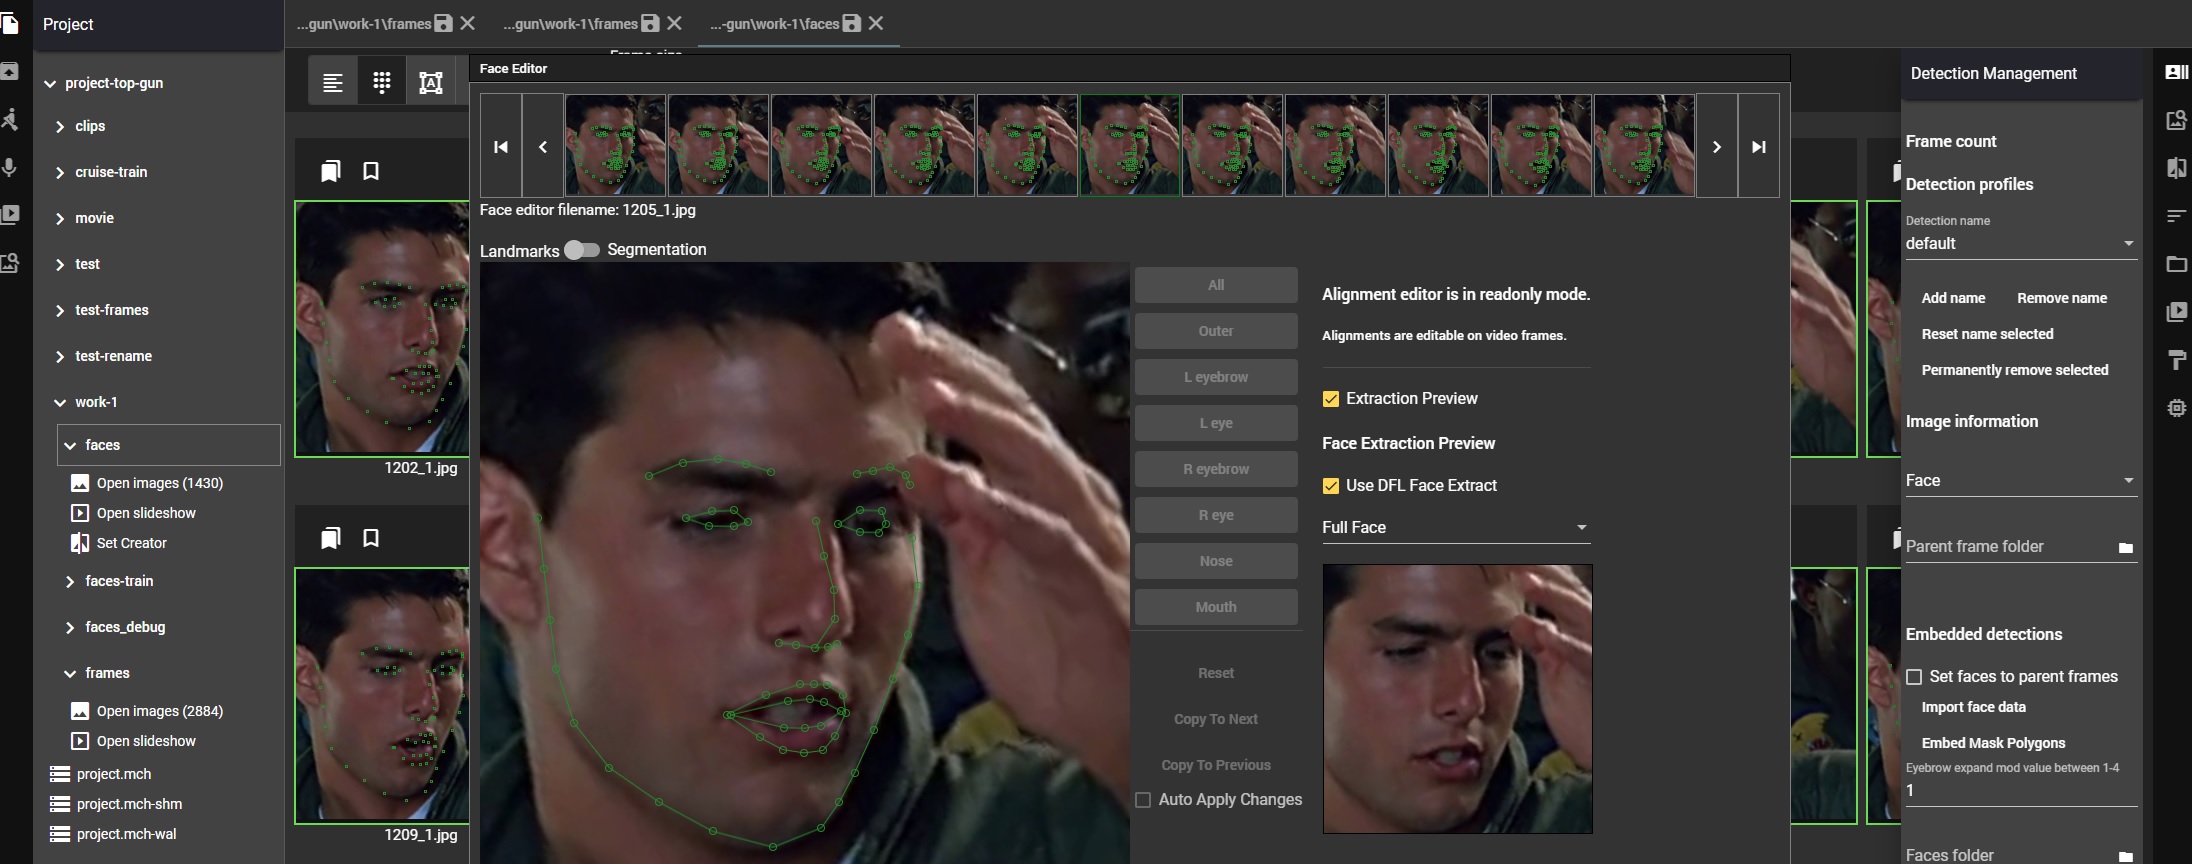 Project
...gun\work-1\frames
...gun\work-1\frames
...-gun\work-1\faces
project-top-gun
clips
cruise-train
movie
test
test-frames
test-rename
work-1
faces
Open images (1430)
Open slideshow
Set Creator
faces-train
faces_debug
frames
Open images (2884)
Open slideshow
project.mch
project.mch-shm
project.mch-wal
A
1202_1.jpg
1209_1.jpg
Frame size
Face Editor
Face editor filename: 1205_1.jpg
Landmarks
Segmentation
All
Outer
L eyebrow
L eye
R eyebrow
R eye
Nose
Mouth
Reset
Copy To Next
Copy To Previous
Auto Apply Changes
Alignment editor is in readonly mode.
Alignments are editable on video frames.
Extraction Preview
Face Extraction Preview
Use DFL Face Extract
Full Face
Detection Management
Frame count
Detection profiles
Detection name
default
Add name
Remove name
Reset name selected
Permanently remove selected
Image information
Face
Parent frame folder
Embedded detections
Set faces to parent frames
Import face data
Embed Mask Polygons
Eyebrow expand mod value between 1-4
1
Faces folder